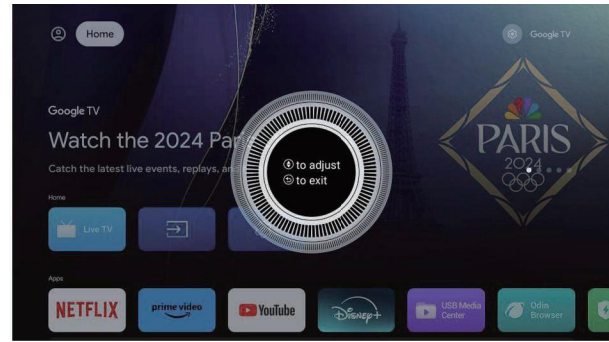 Home
Google TV
Google TV
Watch the 2024 Par
Catch the latest live events, replays, an
PARIS
2024
to adjust
to exit
Home
Live TV
Apps
NETFLIX
prime video
YouTube
Disney+
USB Media
Center
Odin
Browser